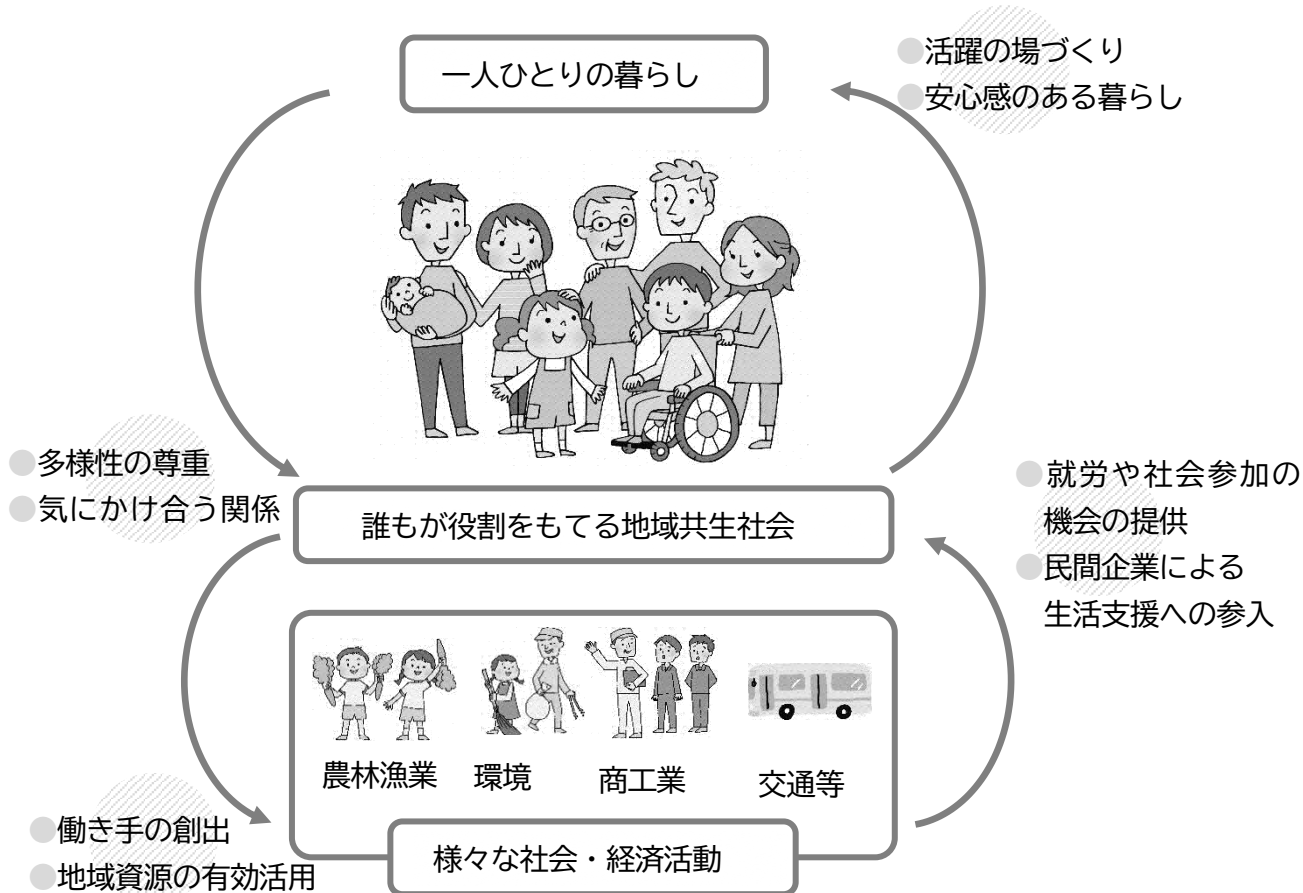 一人ひとりの暮らし
●活躍の場づくり
●安心感のある暮らし
●多様性の尊重
●気にかけ合う関係
誰もが役割をもてる地域共生社会
●就労や社会参加の
機会の提供
●民間企業による
生活支援への参入
農林漁業
環境
商工業
交通等
●働き手の創出
●地域資源の有効活用
様々な社会・経済活動